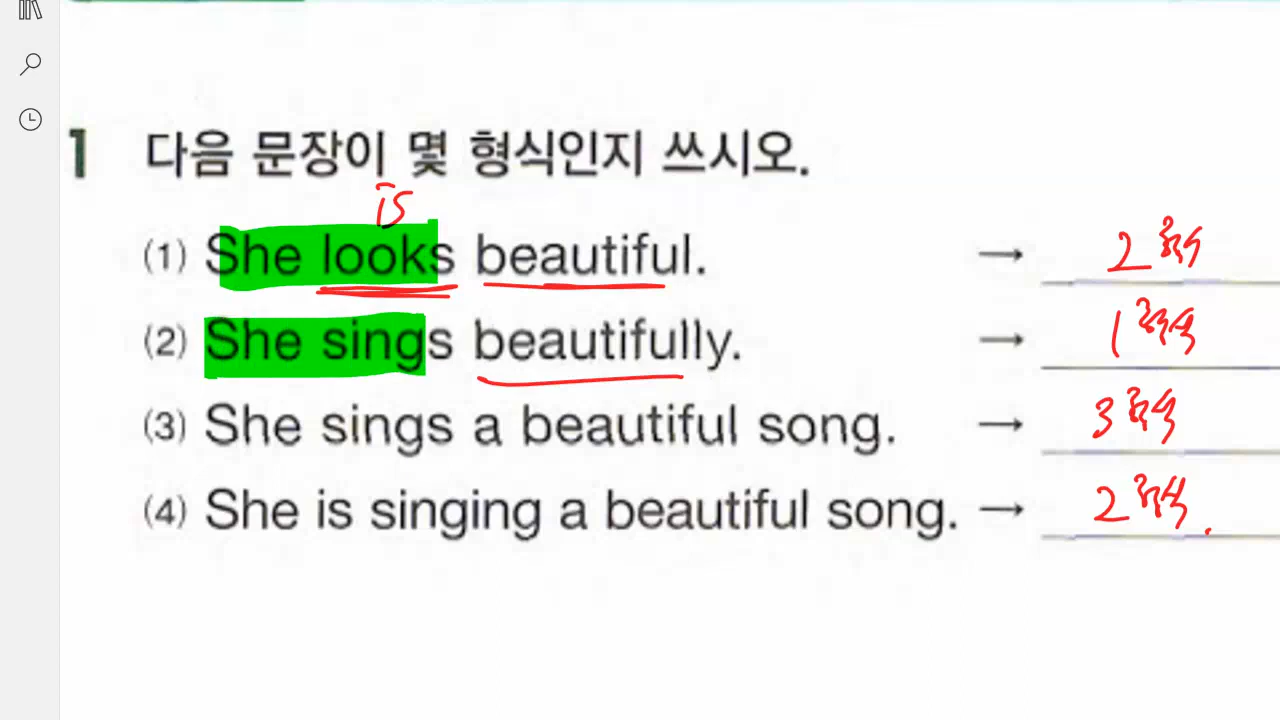 1 다음 문장이 몇 형식인지 쓰시오.
is
(1) She looks beautiful. → 2형식
(2) She sings beautifully. → 1형식
(3) She sings a beautiful song. → 3형식
(4) She is singing a beautiful song. → 2형식.